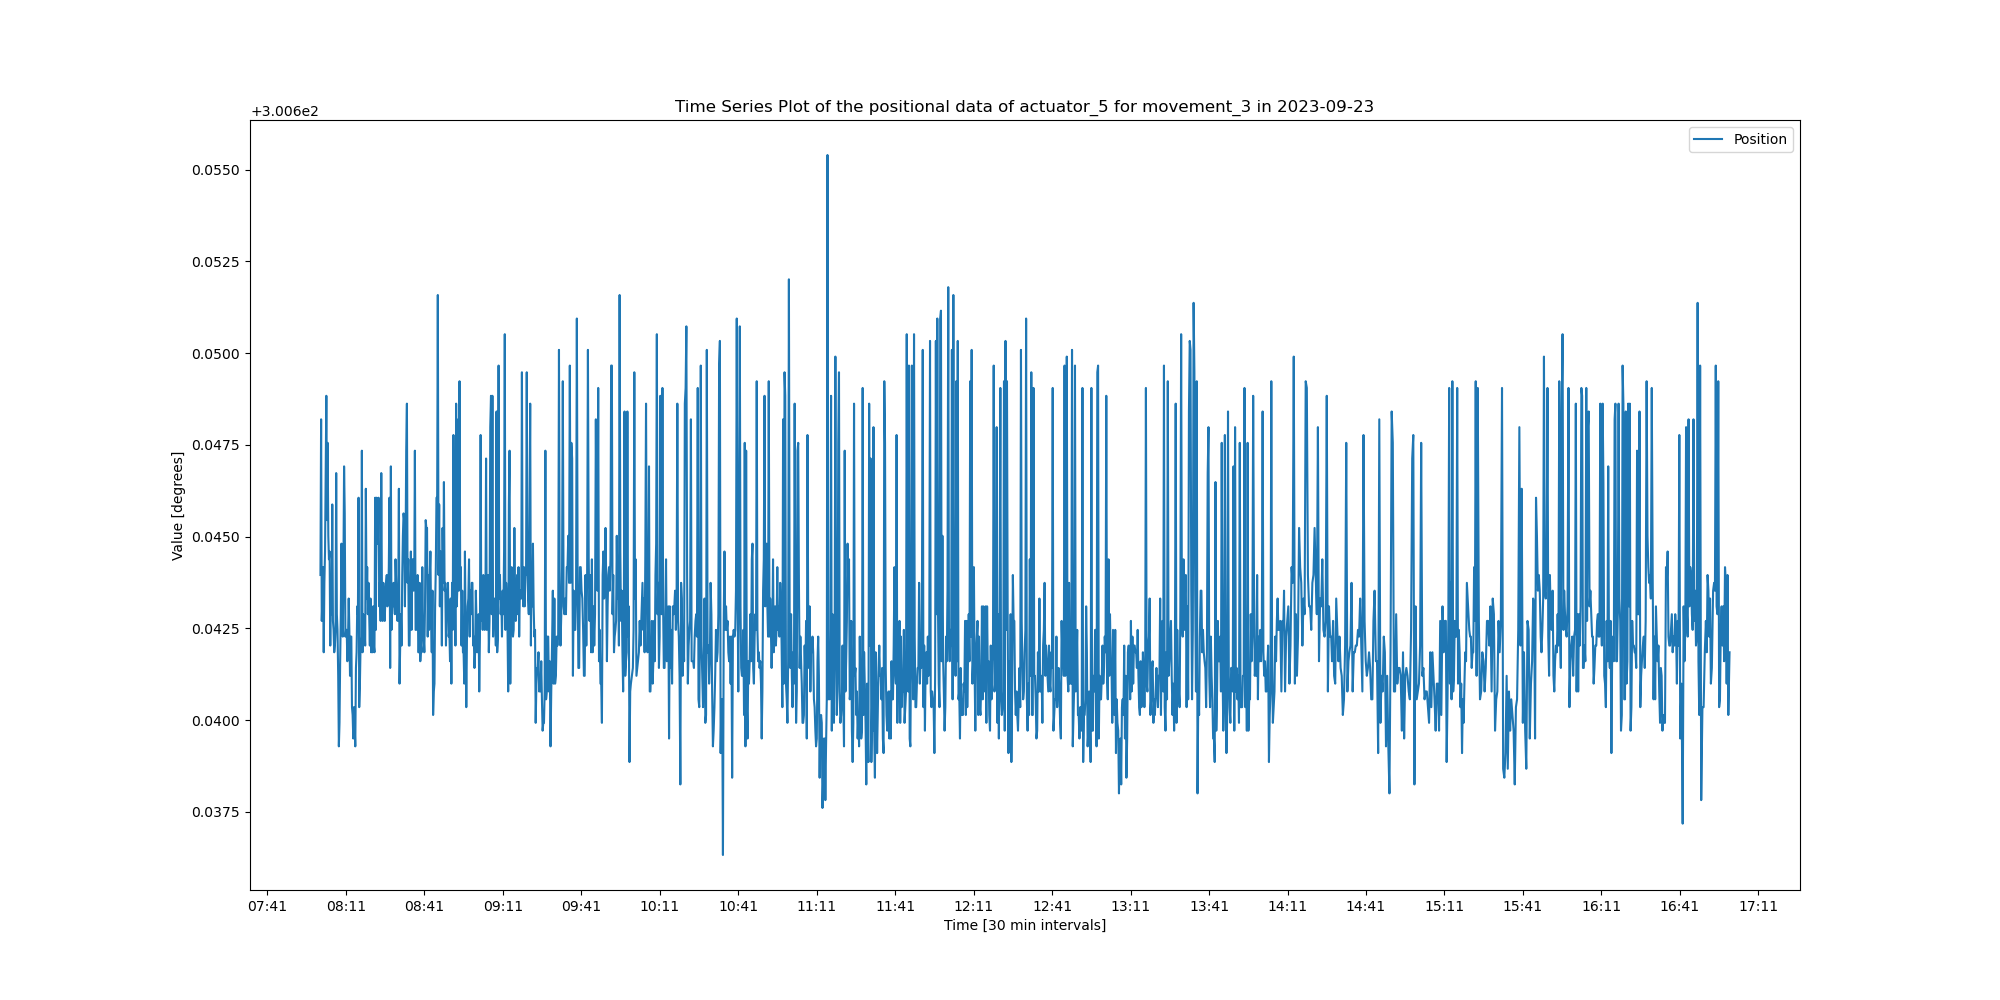 Time Series Plot of the positional data of actuator_5 for movement_3 in 2023-09-23
+3.006e2
Position
0.0550
0.0525
0.0500
0.0475
0.0450
0.0425
0.0400
0.0375
Value [degrees]
07:41 08:11 08:41 09:11 09:41 10:11 10:41 11:11 11:41 12:11 12:41 13:11 13:41 14:11 14:41 15:11 15:41 16:11 16:41 17:11
Time [30 min intervals]